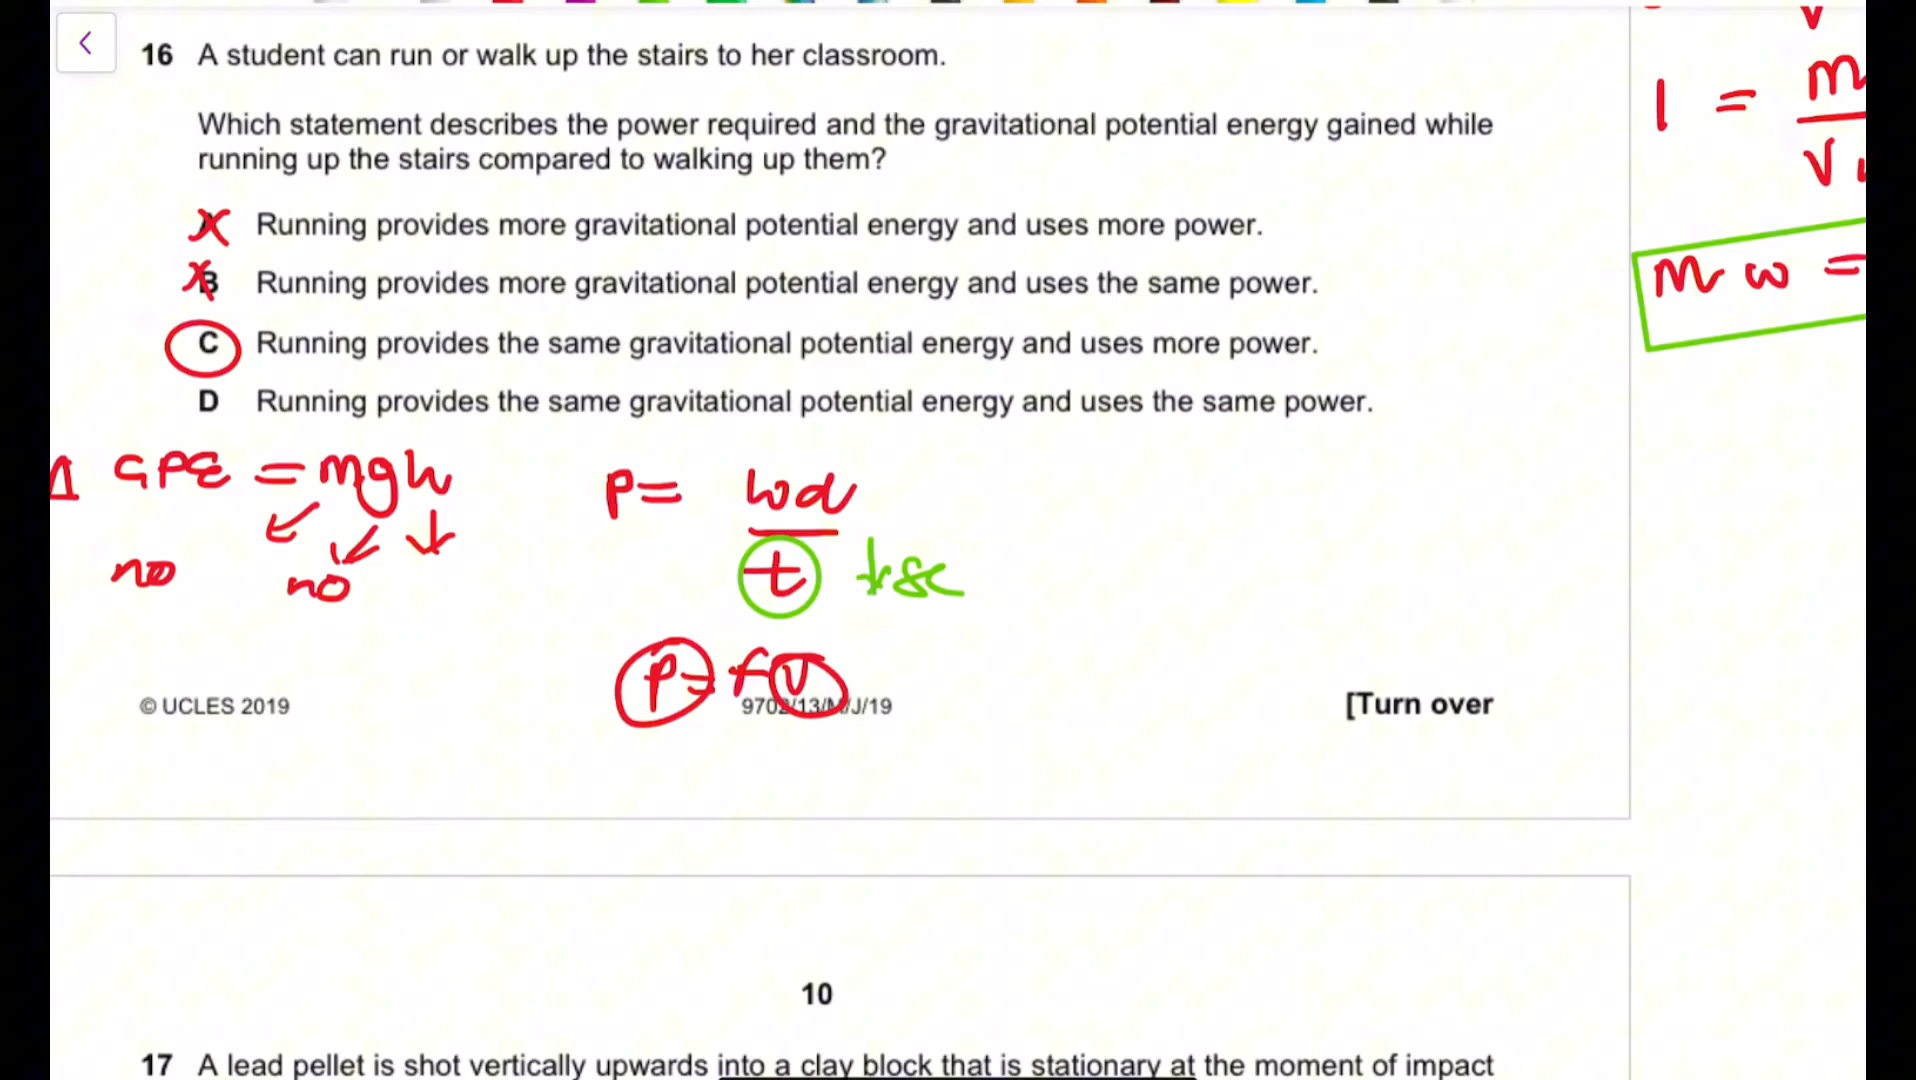 16 A student can run or walk up the stairs to her classroom.
Which statement describes the power required and the gravitational potential energy gained while
running up the stairs compared to walking up them?
Running provides more gravitational potential energy and uses more power.
B Running provides more gravitational potential energy and uses the same power.
C Running provides the same gravitational potential energy and uses more power.
D Running provides the same gravitational potential energy and uses the same power.
Δ GPE = mgh
no no
P = wd
t
P = FV
© UCLES 2019
9702/13/M/J/19
[Turn over
1 = m
V
m w =
10
17 A lead pellet is shot vertically upwards into a clay block that is stationary at the moment of impact